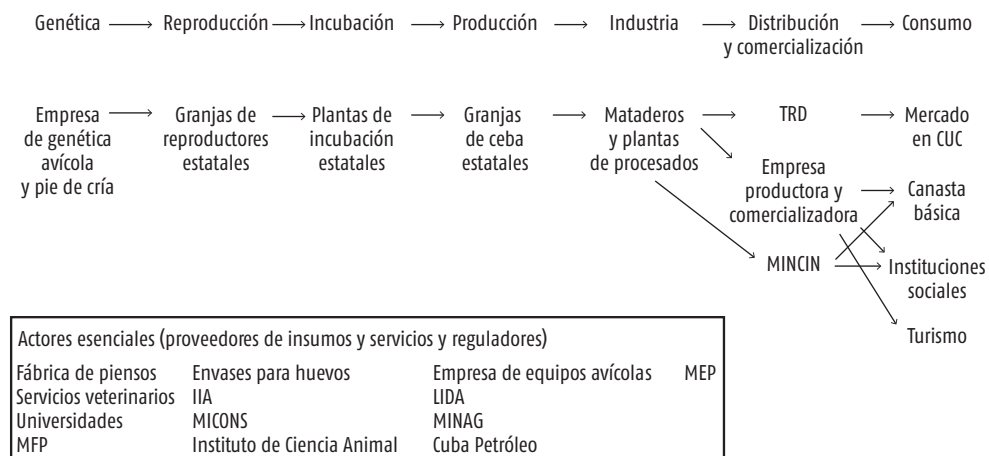 Genética → Reproducción → Incubación → Producción → Industria → Distribución y comercialización → Consumo
Empresa de genética avícola y pie de cría → Granjas de reproductores estatales → Plantas de incubación estatales → Granjas de ceba estatales → Mataderos y plantas de procesados → TRD → Mercado en CUC
Empresa productora y comercializadora → Canasta básica
MINCIN → Instituciones sociales
Turismo
Actores esenciales (proveedores de insumos y servicios y reguladores)
Fábrica de piensos Envases para huevos Empresa de equipos avícolas MEP
Servicios veterinarios IIA LIDA
Universidades MICONS MINAG
MFP Instituto de Ciencia Animal Cuba Petróleo